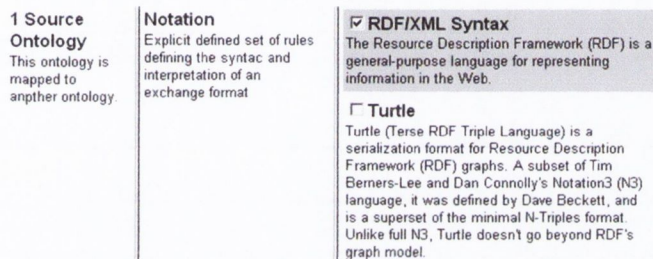 1 Source
Ontology
This ontology is
mapped to
anpther ontology.
Notation
Explicit defined set of rules
defining the syntac and
interpretation of an
exchange format
RDF/XML Syntax
The Resource Description Framework (RDF) is a
general-purpose language for representing
information in the Web.
Turtle
Turtle (Terse RDF Triple Language) is a
serialization format for Resource Description
Framework (RDF) graphs. A subset of Tim
Berners-Lee and Dan Connolly's Notation3 (N3)
language, it was defined by Dave Beckett, and
is a superset of the minimal N-Triples format.
Unlike full N3, Turtle doesn't go beyond RDF's
graph model.